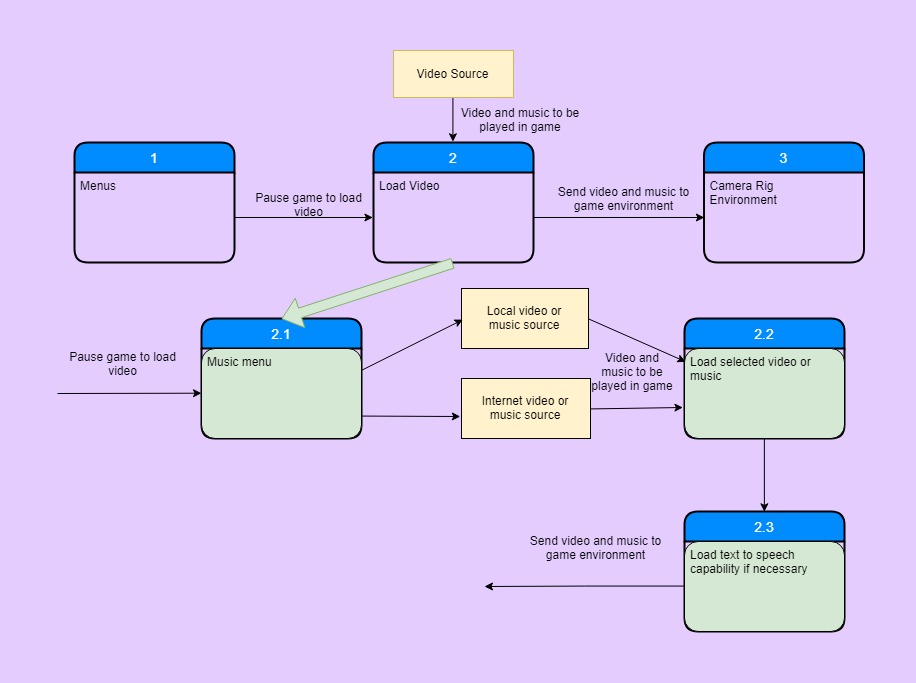 Video Source
Video and music to be
played in game
1
Menus
Pause game to load
video
2
Load Video
Send video and music to
game environment
3
Camera Rig
Environment
Pause game to load
video
2.1
Music menu
Local video or
music source
Internet video or
music source
Video and
music to be
played in game
2.2
Load selected video or
music
2.3
Load text to speech
capability if necessary
Send video and music to
game environment